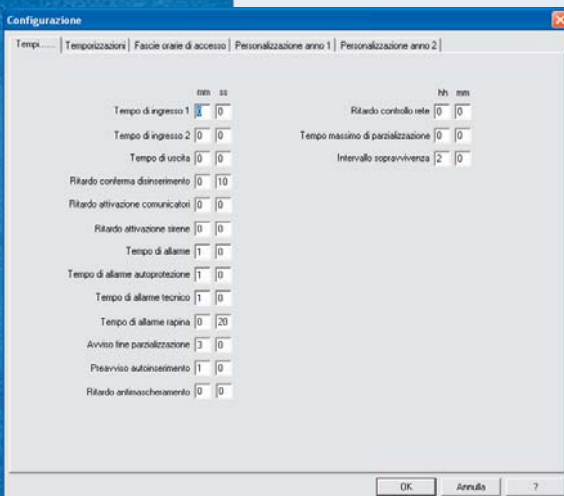 Configurazione
Tempi...... Temporizzazioni Fascie orarie di accesso Personalizzazione anno 1 Personalizzazione anno 2
mm ss
Tempo di ingresso 1 0 0
Tempo di ingresso 2 0 0
Tempo di uscita 0 0
Ritardo conferma disinserimento 0 10
Ritardo attivazione comunicatori 0 0
Ritardo attivazione sirene 0 0
Tempo di allarme 1 0
Tempo di allarme autoprotezione 1 0
Tempo di allarme tecnico 1 0
Tempo di allarme rapina 0 20
Avviso fine parzializzazione 3 0
Preavviso autoinserimento 1 0
Ritardo antimascheramento 0 0
hh mm
Ritardo controllo rete 0 0
Tempo massimo di parzializzazione 0 0
Intervallo sopravvivenza 2 0
OK Annulla ?